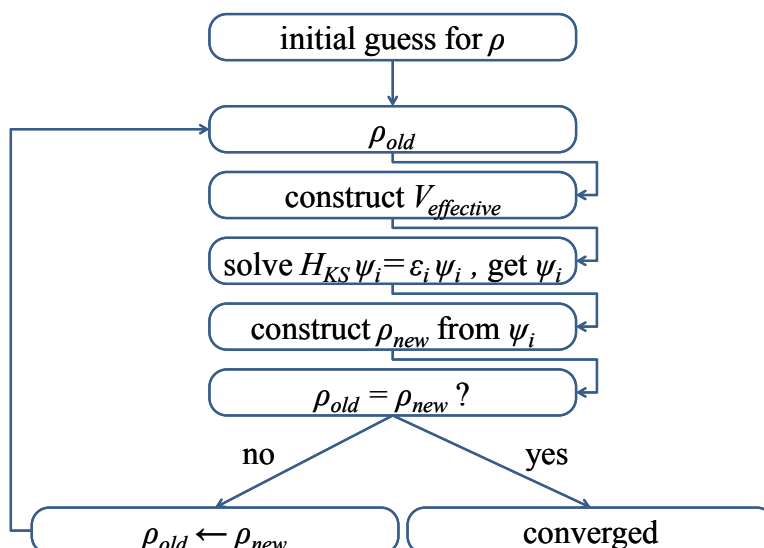 initial guess for ρ
ρold
construct Veffective
solve HKS ψi=εi ψi , get ψi
construct ρnew from ψi
ρold = ρnew ?
no
yes
ρold ← ρnew
converged